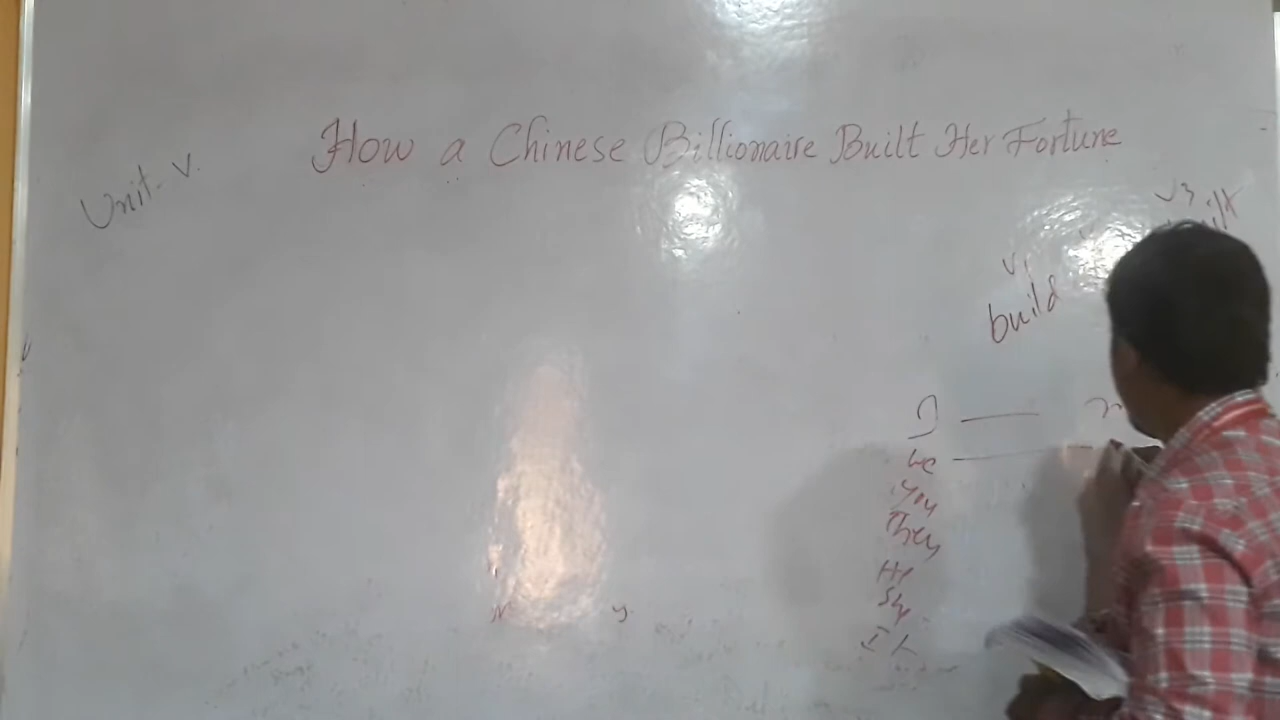 How a Chinese Billionaire Built Her Fortune
Unit - V.
V3
V1
build
I
we
you
They
He
She
It
N y